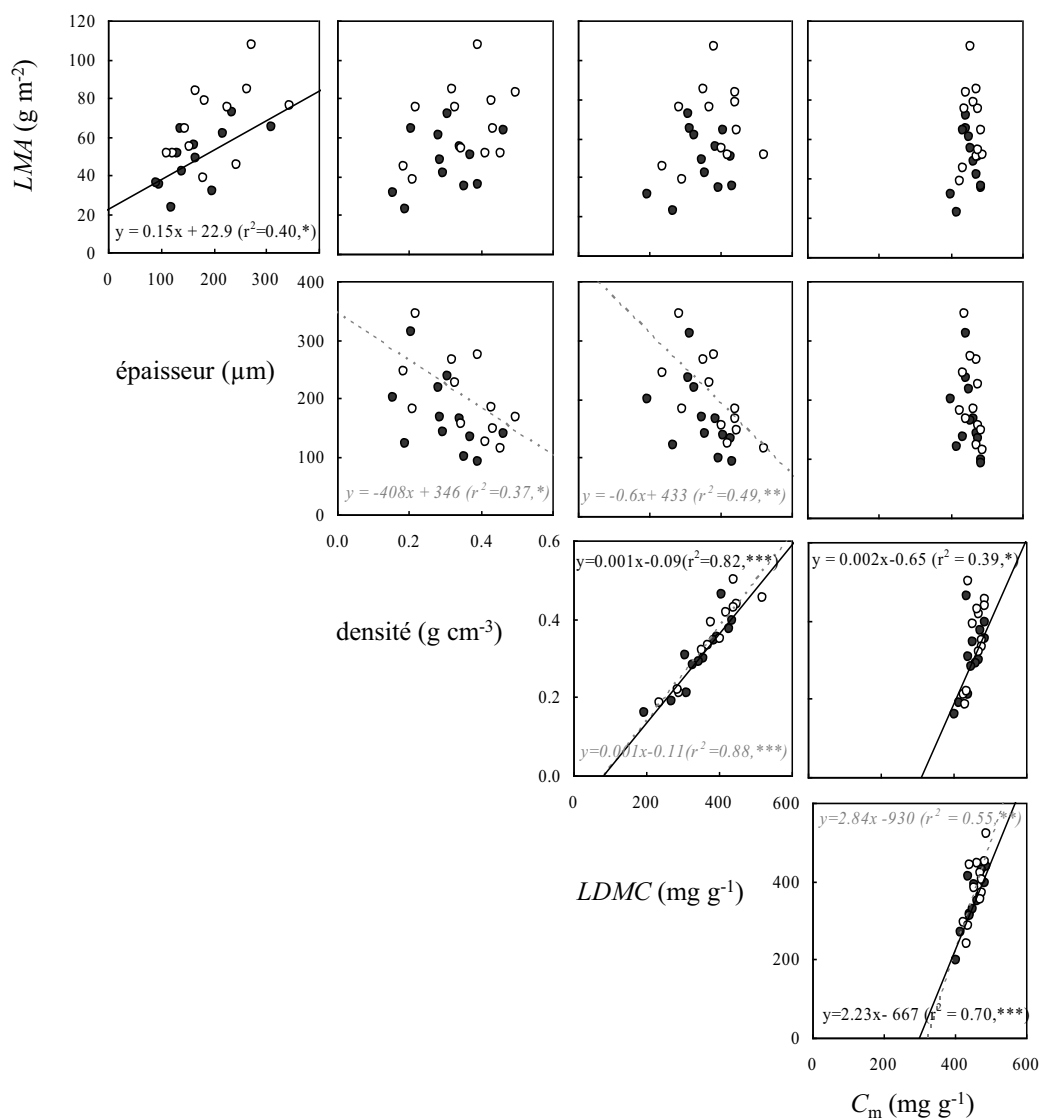 120
100
80
60
40
20
0
LMA (g m-2)
y = 0.15x + 22.9 (r²=0.40,*)
0 100 200 300
400
300
200
100
0
épaisseur (µm)
y = -408x + 346 (r²=0.37,*)
y = -0.6x+ 433 (r²=0.49,**)
0.0 0.2 0.4 0.6
0.6
0.4
0.2
0.0
densité (g cm-3)
y=0.001x-0.09(r²=0.82,***)
y = 0.002x-0.65 (r² = 0.39,*)
y=0.001x-0.11(r²=0.88,***)
0 200 400 600
600
400
200
0
LDMC (mg g-1)
y=2.84x -930 (r² = 0.55,**)
y=2.23x- 667 (r² = 0.70,***)
0 200 400 600
Cm (mg g-1)